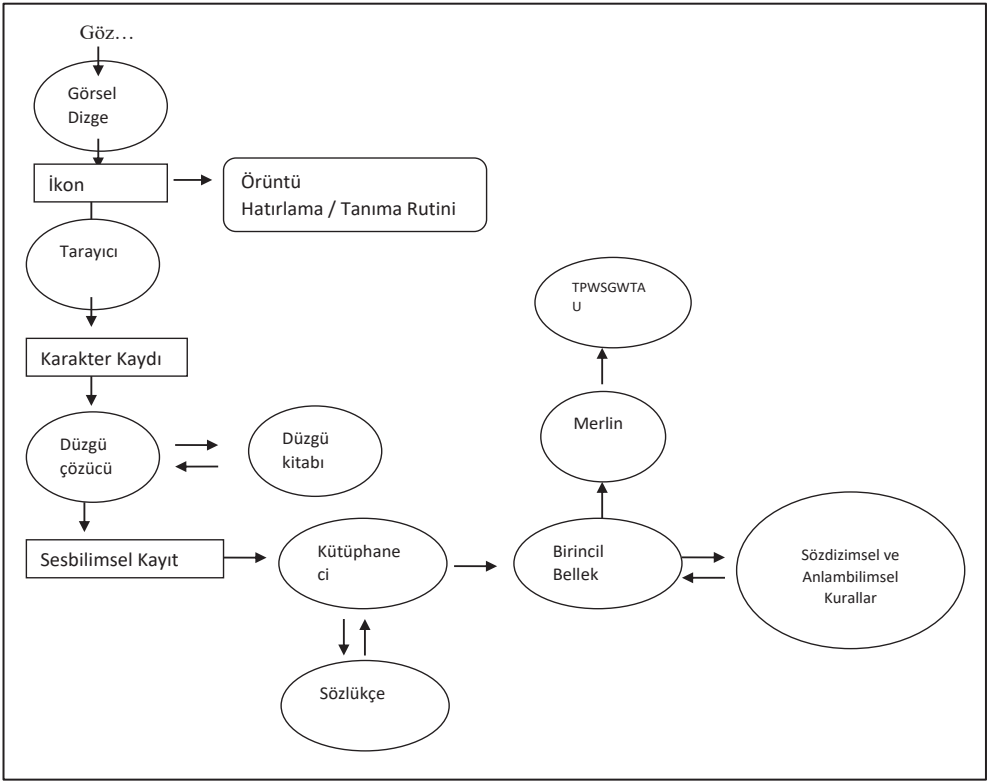 Göz…
Görsel
Dizge
İkon
Örüntü
Hatırlama / Tanıma Rutini
Tarayıcı
TPWSGWTA
U
Karakter Kaydı
Merlin
Düzgü
çözücü
Düzgü
kitabı
Sesbilimsel Kayıt
Kütüphane
ci
Birincil
Bellek
Sözdizimsel ve
Anlambilimsel
Kurallar
Sözlükçe